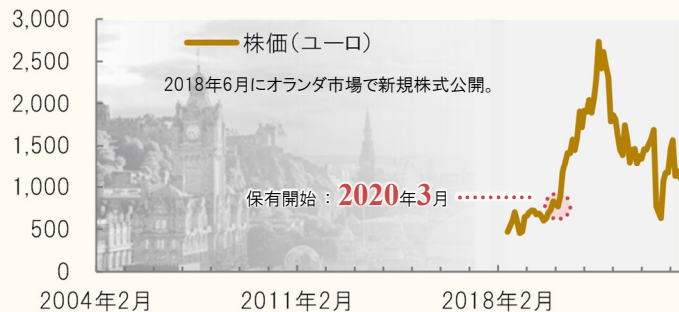 3,000
株価（ユーロ）
2,500
2018年6月にオランダ市場で新規株式公開。
2,000
1,500
1,000
保有開始：2020年3月
500
0
2004年2月
2011年2月
2018年2月